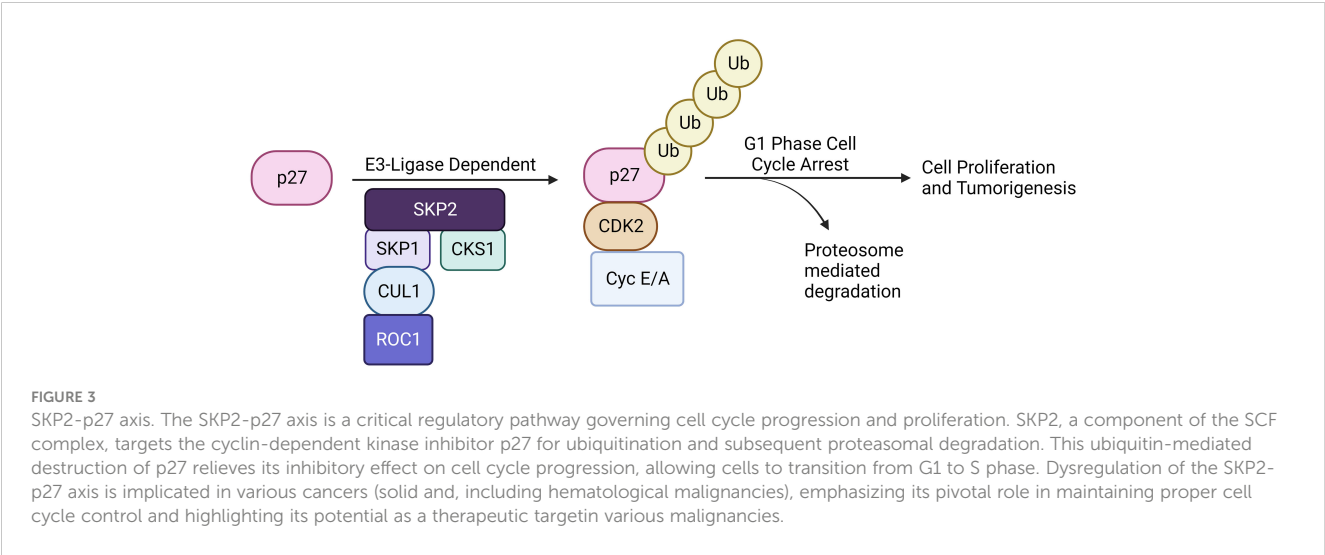 Ub
Ub
Ub
Ub
G1 Phase Cell
Cycle Arrest
E3-Ligase Dependent
p27
p27
Cell Proliferation
and Tumorigenesis
SKP2
CDK2
SKP1
CKS1
Proteosome
mediated
degradation
Cyc E/A
CUL1
ROC1
FIGURE 3
SKP2-p27 axis. The SKP2-p27 axis is a critical regulatory pathway governing cell cycle progression and proliferation. SKP2, a component of the SCF
complex, targets the cyclin-dependent kinase inhibitor p27 for ubiquitination and subsequent proteasomal degradation. This ubiquitin-mediated
destruction of p27 relieves its inhibitory effect on cell cycle progression, allowing cells to transition from G1 to S phase. Dysregulation of the SKP2-
p27 axis is implicated in various cancers (solid and, including hematological malignancies), emphasizing its pivotal role in maintaining proper cell
cycle control and highlighting its potential as a therapeutic targetin various malignancies.